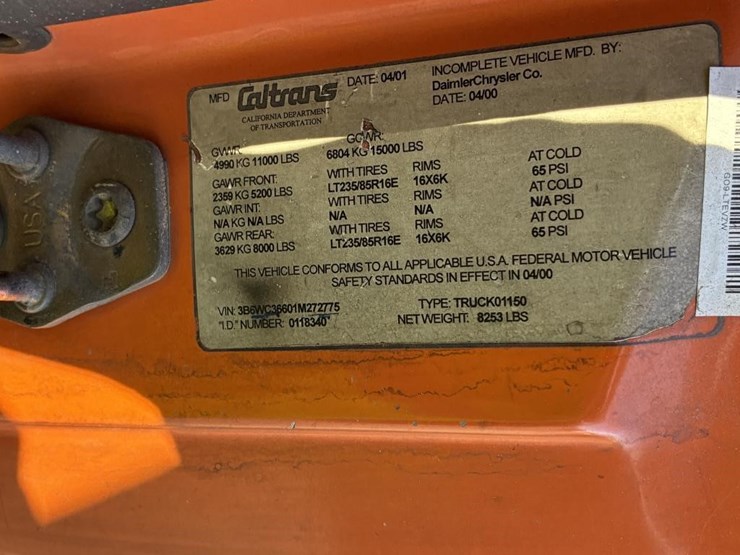 MFD Caltrans DATE: 04/01 INCOMPLETE VEHICLE MFD. BY:
CALIFORNIA DEPARTMENT DaimlerChrysler Co.
OF TRANSPORTATION DATE: 04/00
GVWR GCWR:
4990 KG 11000 LBS 6804 KG 15000 LBS
GAWR FRONT: WITH TIRES RIMS AT COLD
2359 KG 5200 LBS LT235/85R16E 16X6K 65 PSI
GAWR INT: WITH TIRES RIMS AT COLD
N/A KG N/A LBS N/A N/A N/A PSI
GAWR REAR: WITH TIRES RIMS AT COLD
3629 KG 8000 LBS LT235/85R16E 16X6K 65 PSI
THIS VEHICLE CONFORMS TO ALL APPLICABLE U.S.A. FEDERAL MOTOR VEHICLE
SAFETY STANDARDS IN EFFECT IN 04/00
VIN: 3B6WC36601M272775 TYPE: TRUCK01150
"I.D." NUMBER: 0118340 NET WEIGHT: 8253 LBS
USA